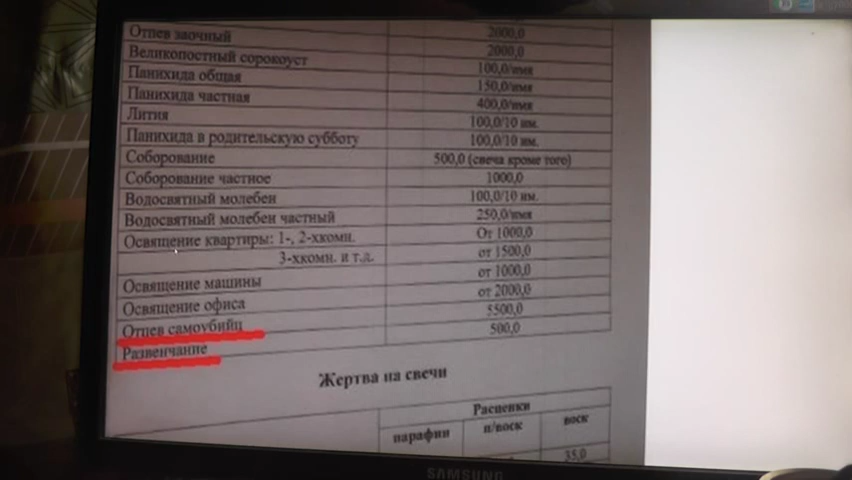 Отпев заочный 2000,0
Великопостный сорокоуст 2000,0
Панихида общая 100,0/имя
Панихида частная 150,0/имя
Лития 400,0/имя
Панихида в родительскую субботу 100,0/10 им.
Соборование 100,0/10 им.
Соборование частное 500,0 (свеча кроме того)
Водосвятный молебен 1000,0
Водосвятный молебен частный 100,0/10 им.
Освящение квартиры: 1-, 2-хкомн. 250,0/имя
3-хкомн. и т.д. От 1000,0
Освящение машины от 1500,0
Освящение офиса от 1000,0
Отпев самоубийц от 2000,0
Развенчание 5500,0
500,0
Жертва на свечи
Расценки
парафин п/воск воск
35,0
SAMSUNG